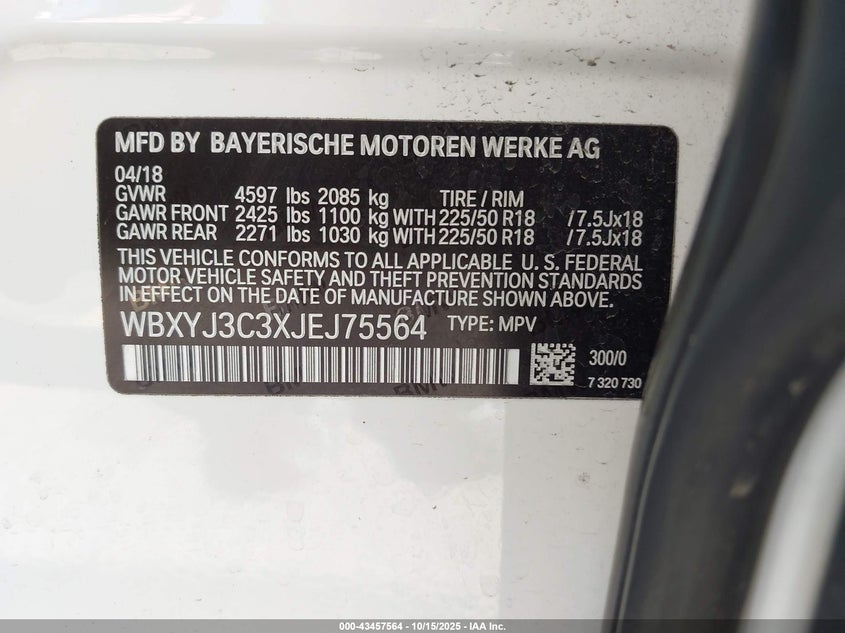 MFD BY BAYERISCHE MOTOREN WERKE AG
04/18
GVWR 4597 lbs 2085 kg TIRE / RIM
GAWR FRONT 2425 lbs 1100 kg WITH 225/50 R18 /7.5Jx18
GAWR REAR 2271 lbs 1030 kg WITH 225/50 R18 /7.5Jx18
THIS VEHICLE CONFORMS TO ALL APPLICABLE U. S. FEDERAL
MOTOR VEHICLE SAFETY AND THEFT PREVENTION STANDARDS
IN EFFECT ON THE DATE OF MANUFACTURE SHOWN ABOVE.
WBXYJ3C3XJEJ75564 TYPE: MPV
300/0
7 320 730
000-43457564 | 10/15/2025 | IAA Inc.